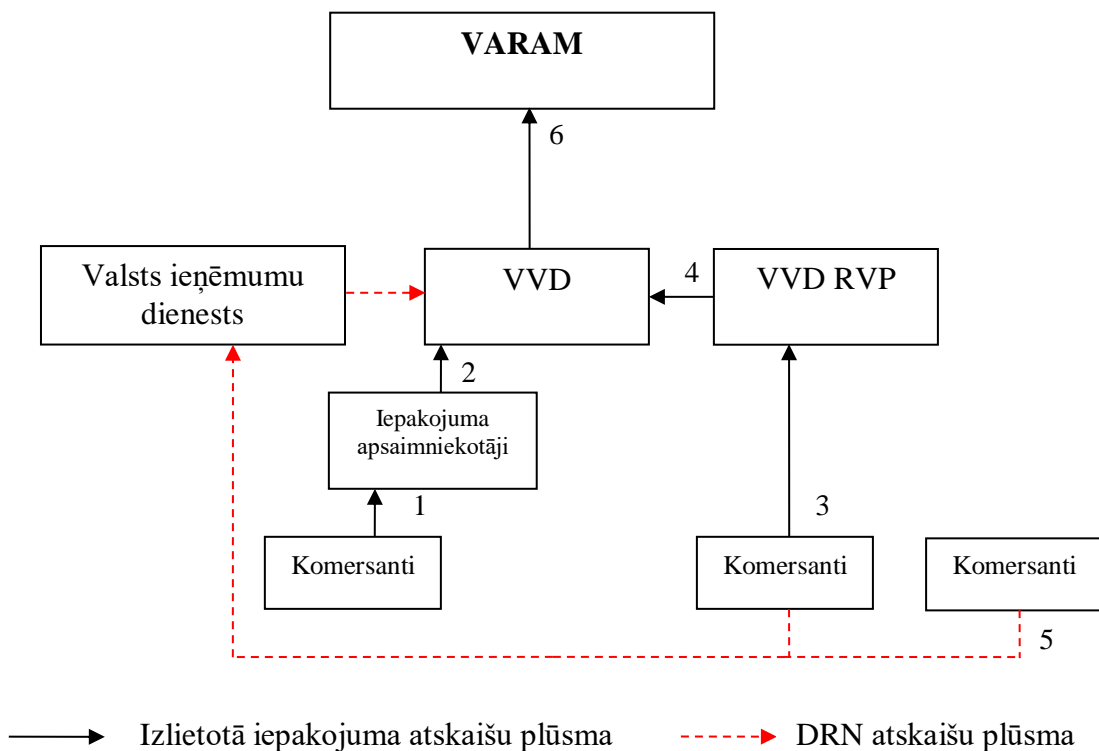 VARAM
6
Valsts ieņēmumu
dienests
VVD
4
VVD RVP
2
Iepakojuma
apsaimniekotāji
1
3
Komersanti
Komersanti
Komersanti
5
Izlietotā iepakojuma atskaišu plūsma
DRN atskaišu plūsma